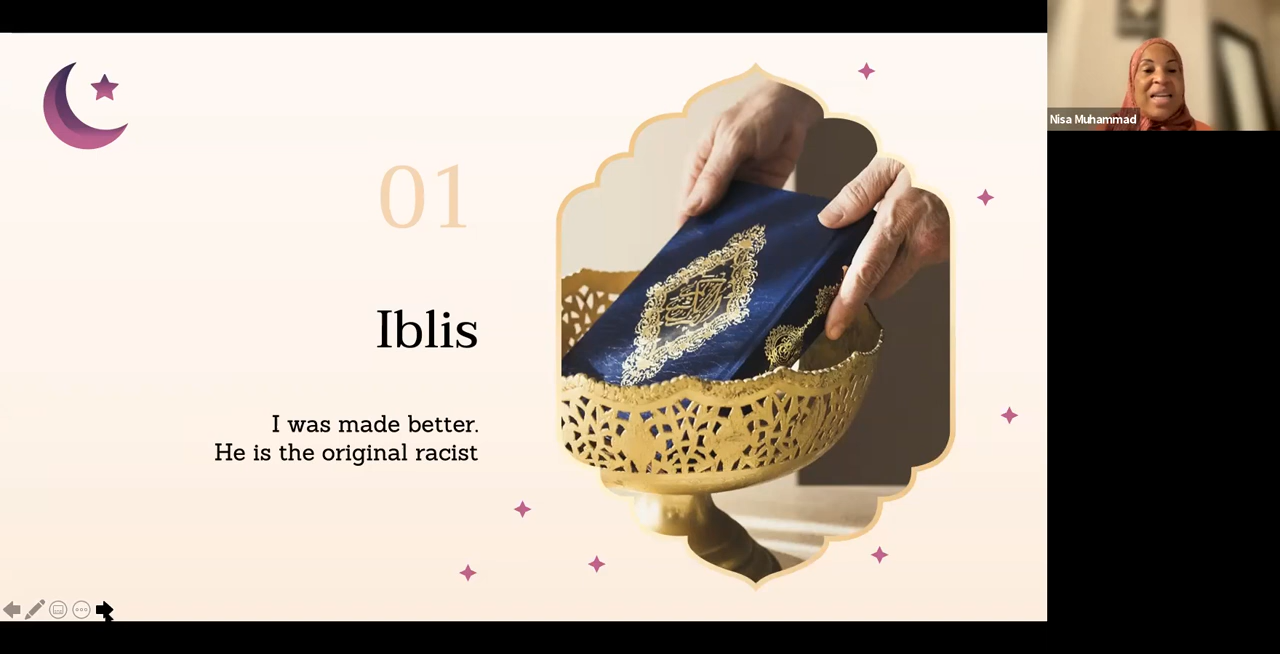 01
Iblis
I was made better.
He is the original racist
Nisa Muhammad